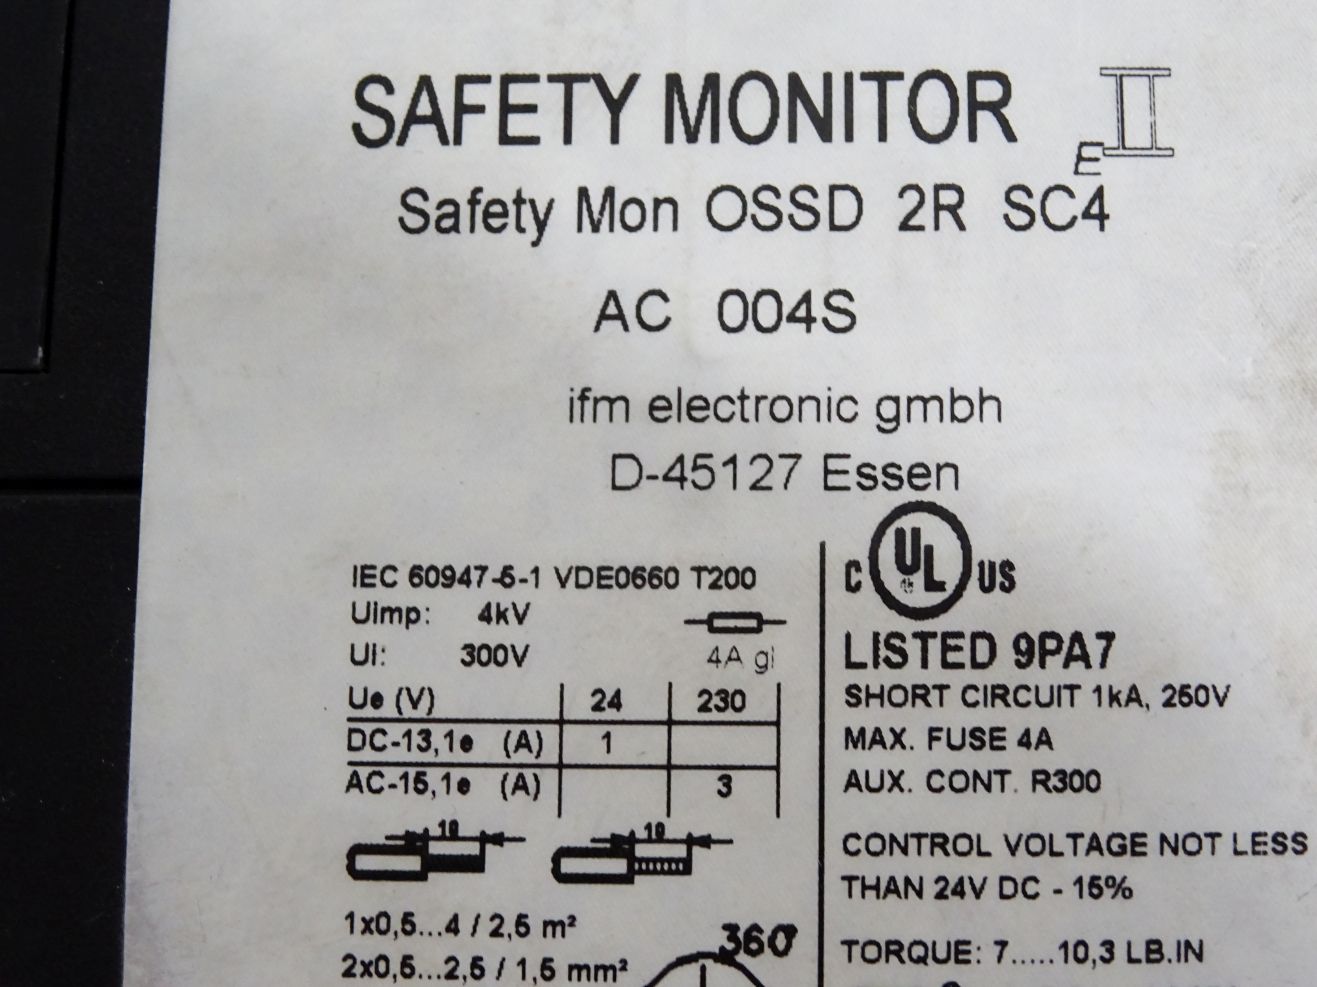 SAFETY MONITOR
E
Safety Mon OSSD 2R SC4
AC 004S
ifm electronic gmbh
D-45127 Essen
IEC 60947-5-1 VDE0660 T200
Uimp: 4kV
UI: 300V 4A gl
Ue (V) 24 230
DC-13,1e (A) 1
AC-15,1e (A) 3
10 10
1x0,5...4 / 2,5 m²
2x0,5...2,5 / 1,5 mm²
360
C UL US
LISTED 9PA7
SHORT CIRCUIT 1kA, 250V
MAX. FUSE 4A
AUX. CONT. R300
CONTROL VOLTAGE NOT LESS
THAN 24V DC - 15%
TORQUE: 7.....10,3 LB.IN